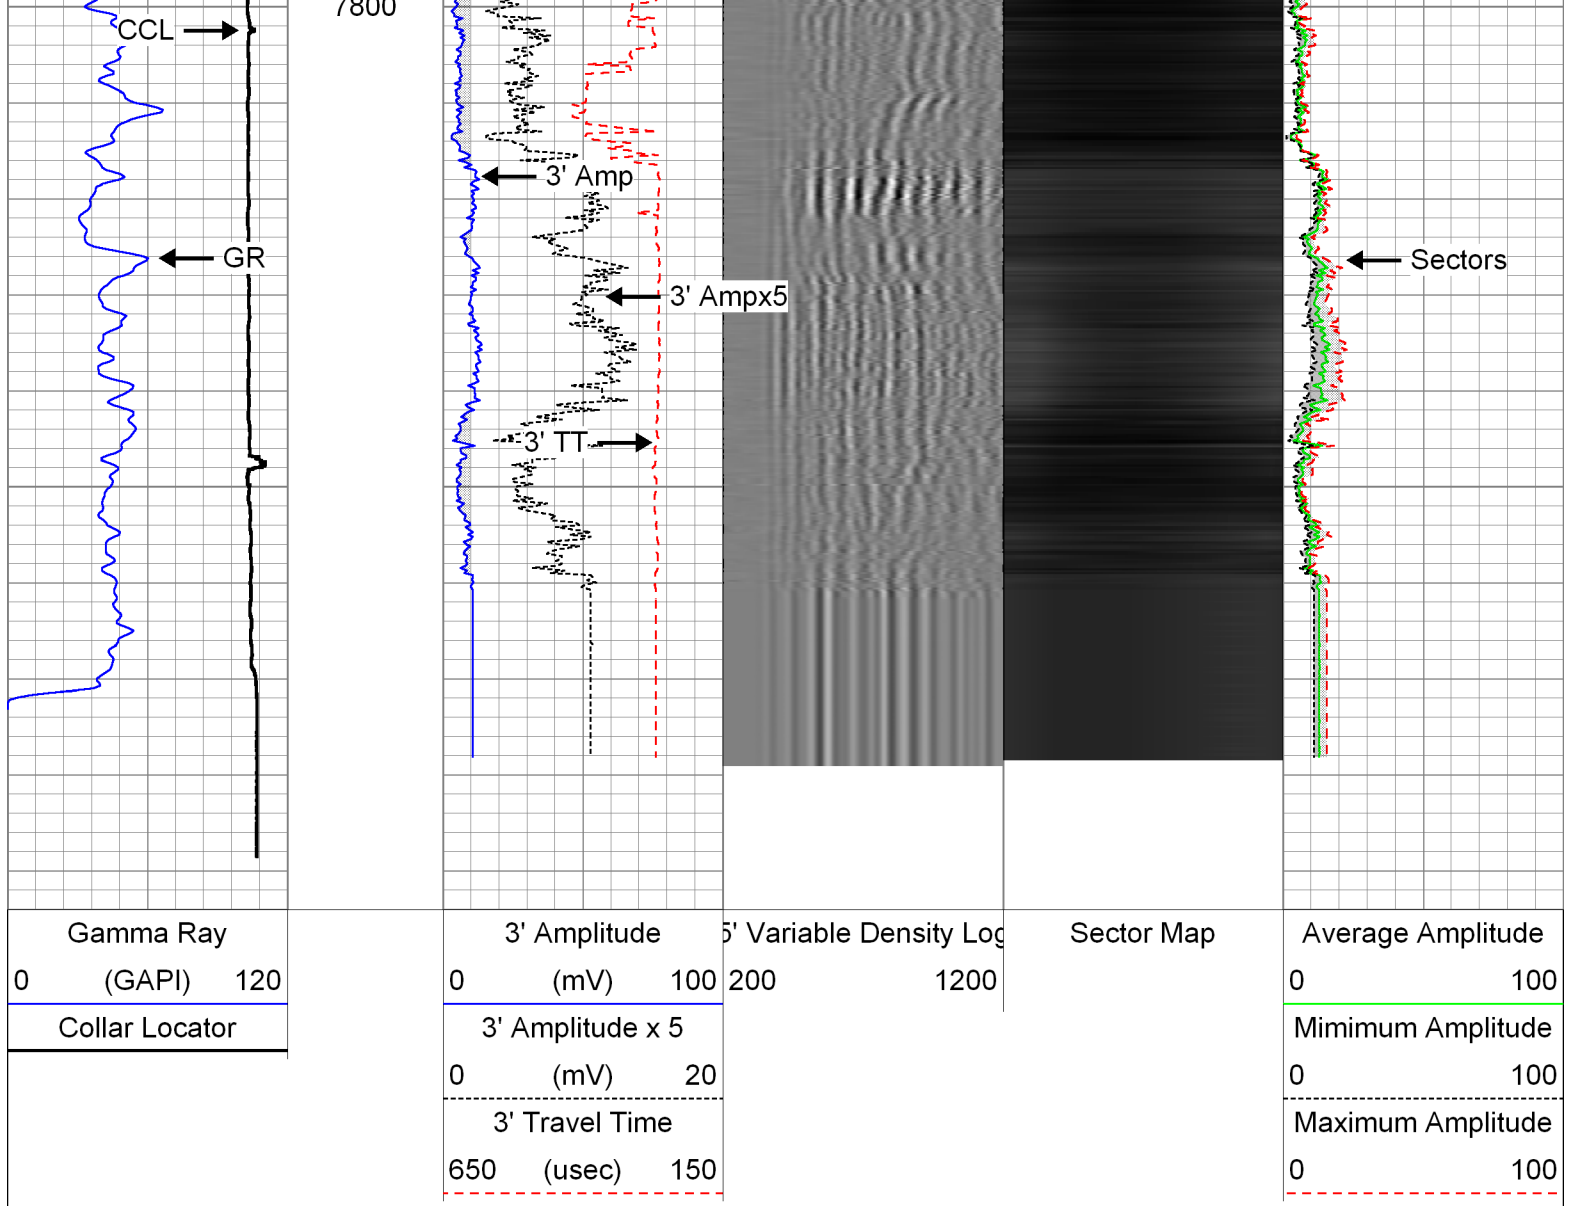 7800
CCL
3' Amp
GR
Sectors
3' Ampx5
3' TT
Gamma Ray
0 (GAPI) 120
Collar Locator
3' Amplitude
0 (mV) 100
3' Amplitude x 5
0 (mV) 20
3' Travel Time
650 (usec) 150
5' Variable Density Log
200 1200
Sector Map
Average Amplitude
0 100
Mimimum Amplitude
0 100
Maximum Amplitude
0 100